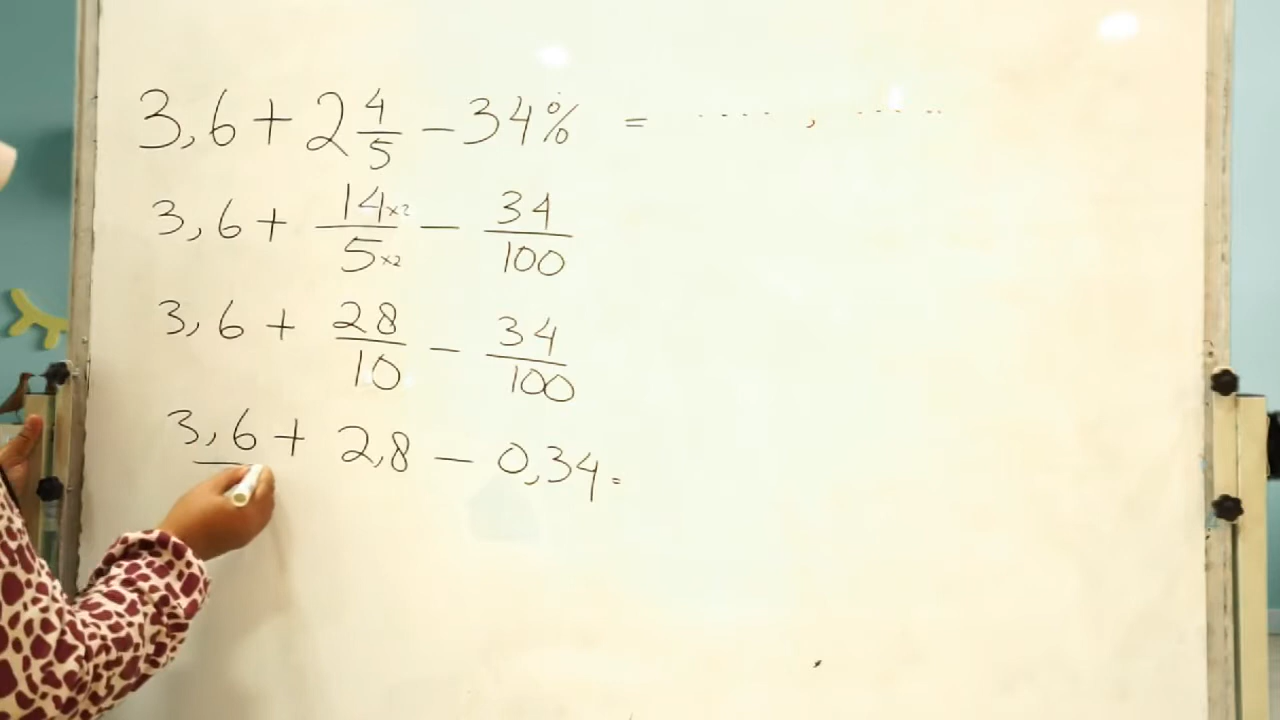 3,6 + 2 4/5 - 34% = .... , .....
3,6 + 14×2/5×2 - 34/100
3,6 + 28/10 - 34/100
3,6 + 2,8 - 0,34 =